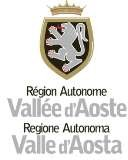 Région Autonome
Vallée d'Aoste
Regione Autonoma
Valle d'Aosta